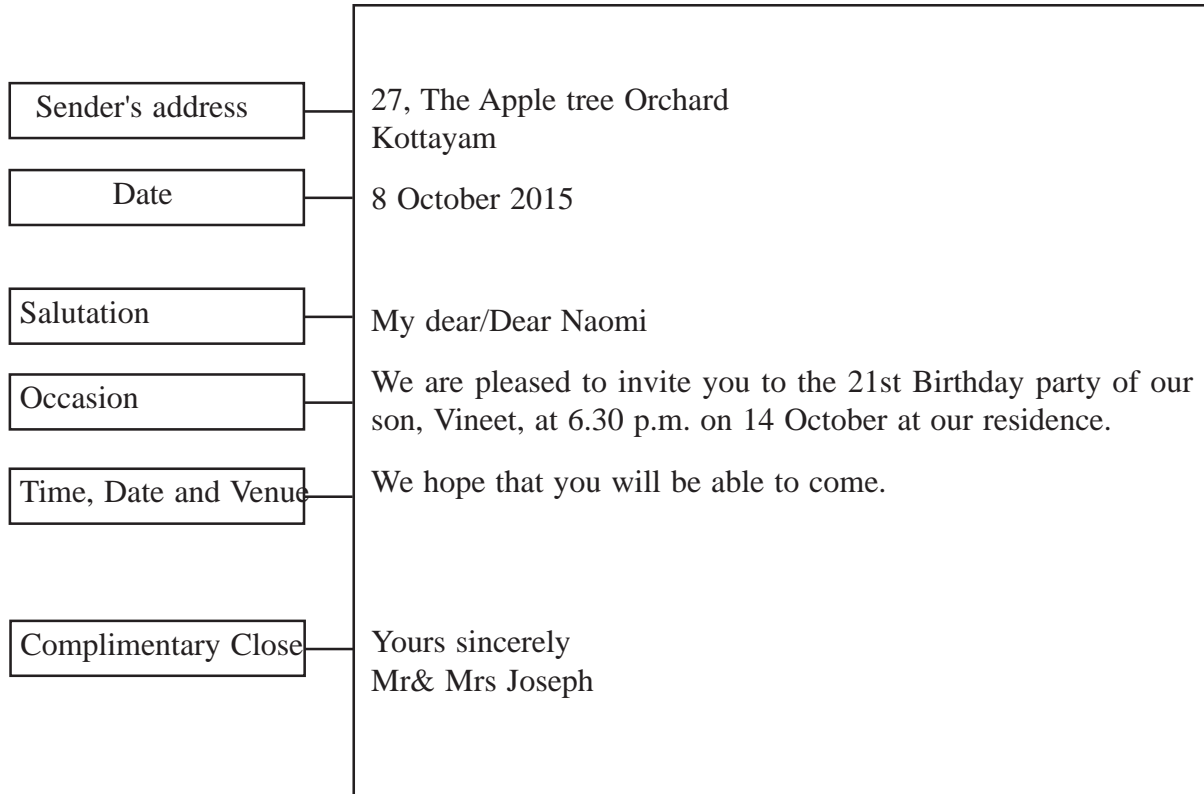 Sender's address
27, The Apple tree Orchard
Kottayam
Date
8 October 2015
Salutation
My dear/Dear Naomi
Occasion
We are pleased to invite you to the 21st Birthday party of our
son, Vineet, at 6.30 p.m. on 14 October at our residence.
Time, Date and Venue
We hope that you will be able to come.
Complimentary Close
Yours sincerely
Mr& Mrs Joseph